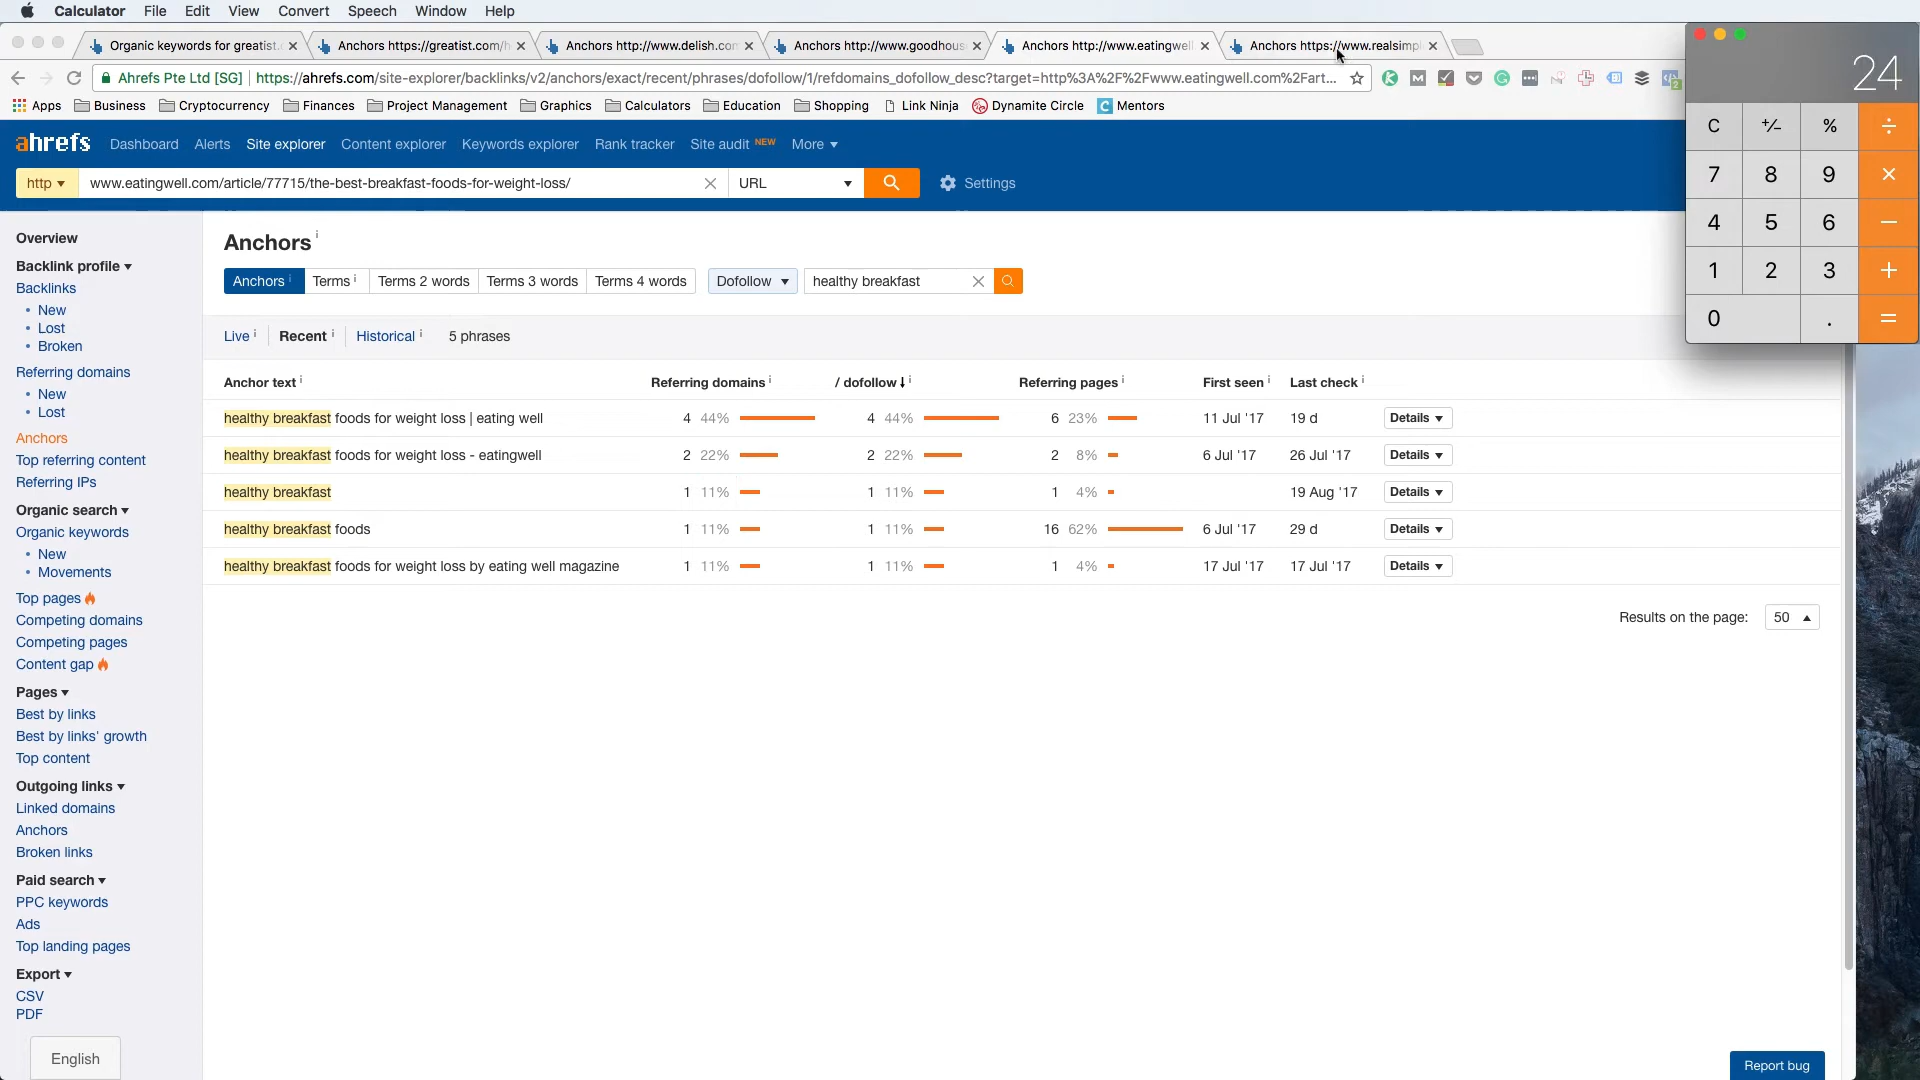 Calculator File Edit View Convert Speech Window Help
Organic keywords for greatist. Anchors https://greatist.com/h Anchors http://www.delish.com Anchors http://www.goodhous Anchors http://www.eatingwell Anchors https://www.realsimpl
Ahrefs Pte Ltd [SG] https://ahrefs.com/site-explorer/backlinks/v2/anchors/exact/recent/phrases/dofollow/1/refdomains_dofollow_desc?target=http%3A%2F%2Fwww.eatingwell.com%2Fart...
Apps Business Cryptocurrency Finances Project Management Graphics Calculators Education Shopping Link Ninja Dynamite Circle Mentors
24
C +/- % ÷
7 8 9 ×
4 5 6 −
1 2 3 +
0 . =
ahrefs Dashboard Alerts Site explorer Content explorer Keywords explorer Rank tracker Site audit NEW More
http www.eatingwell.com/article/77715/the-best-breakfast-foods-for-weight-loss/ URL Settings
Overview
Backlink profile
Backlinks
• New
• Lost
• Broken
Referring domains
• New
• Lost
Anchors
Top referring content
Referring IPs
Organic search
Organic keywords
• New
• Movements
Top pages
Competing domains
Competing pages
Content gap
Pages
Best by links
Best by links' growth
Top content
Outgoing links
Linked domains
Anchors
Broken links
Paid search
PPC keywords
Ads
Top landing pages
Export
CSV
PDF
English
Anchors i
Anchors i Terms i Terms 2 words Terms 3 words Terms 4 words Dofollow healthy breakfast
Live i Recent i Historical i 5 phrases
Anchor text i Referring domains i / dofollow i Referring pages i First seen i Last check i
healthy breakfast foods for weight loss | eating well 4 44% 4 44% 6 23% 11 Jul '17 19 d Details
healthy breakfast foods for weight loss - eatingwell 2 22% 2 22% 2 8% 6 Jul '17 26 Jul '17 Details
healthy breakfast 1 11% 1 11% 1 4% 19 Aug '17 Details
healthy breakfast foods 1 11% 1 11% 16 62% 6 Jul '17 29 d Details
healthy breakfast foods for weight loss by eating well magazine 1 11% 1 11% 1 4% 17 Jul '17 17 Jul '17 Details
Results on the page: 50
Report bug